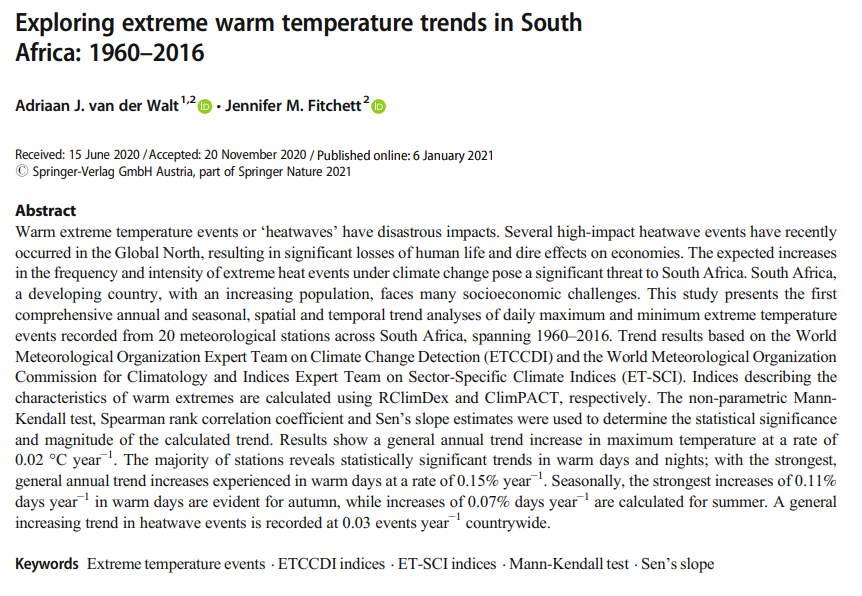 Exploring extreme warm temperature trends in South
Africa: 1960–2016
Adriaan J. van der Walt 1,2 iD · Jennifer M. Fitchett 2 iD
Received: 15 June 2020 / Accepted: 20 November 2020 / Published online: 6 January 2021
© Springer-Verlag GmbH Austria, part of Springer Nature 2021
Abstract
Warm extreme temperature events or ‘heatwaves’ have disastrous impacts. Several high-impact heatwave events have recently
occurred in the Global North, resulting in significant losses of human life and dire effects on economies. The expected increases
in the frequency and intensity of extreme heat events under climate change pose a significant threat to South Africa. South Africa,
a developing country, with an increasing population, faces many socioeconomic challenges. This study presents the first
comprehensive annual and seasonal, spatial and temporal trend analyses of daily maximum and minimum extreme temperature
events recorded from 20 meteorological stations across South Africa, spanning 1960–2016. Trend results based on the World
Meteorological Organization Expert Team on Climate Change Detection (ETCCDI) and the World Meteorological Organization
Commission for Climatology and Indices Expert Team on Sector-Specific Climate Indices (ET-SCI). Indices describing the
characteristics of warm extremes are calculated using RClimDex and ClimPACT, respectively. The non-parametric Mann-
Kendall test, Spearman rank correlation coefficient and Sen’s slope estimates were used to determine the statistical significance
and magnitude of the calculated trend. Results show a general annual trend increase in maximum temperature at a rate of
0.02 °C year⁻¹. The majority of stations reveals statistically significant trends in warm days and nights; with the strongest,
general annual trend increases experienced in warm days at a rate of 0.15% year⁻¹. Seasonally, the strongest increases of 0.11%
days year⁻¹ in warm days are evident for autumn, while increases of 0.07% days year⁻¹ are calculated for summer. A general
increasing trend in heatwave events is recorded at 0.03 events year⁻¹ countrywide.
Keywords Extreme temperature events · ETCCDI indices · ET-SCI indices · Mann-Kendall test · Sen’s slope